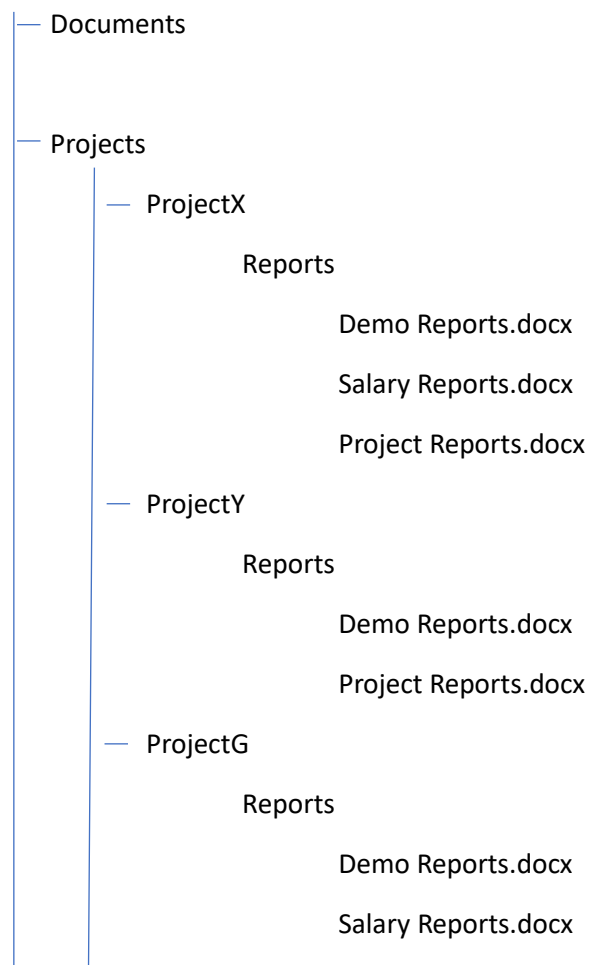 Documents
Projects
ProjectX
Reports
Demo Reports.docx
Salary Reports.docx
Project Reports.docx
ProjectY
Reports
Demo Reports.docx
Project Reports.docx
ProjectG
Reports
Demo Reports.docx
Salary Reports.docx